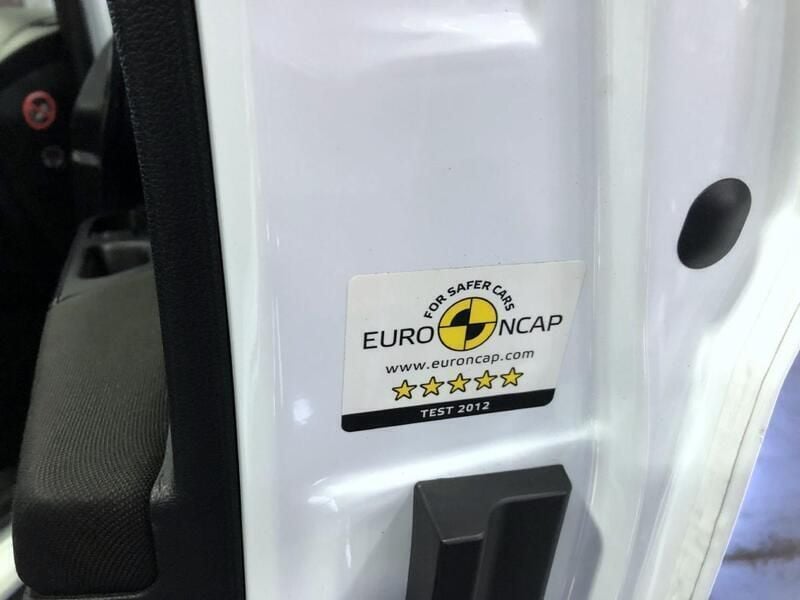 FOR SAFER CARS
EURO NCAP
www.euroncap.com
TEST 2012